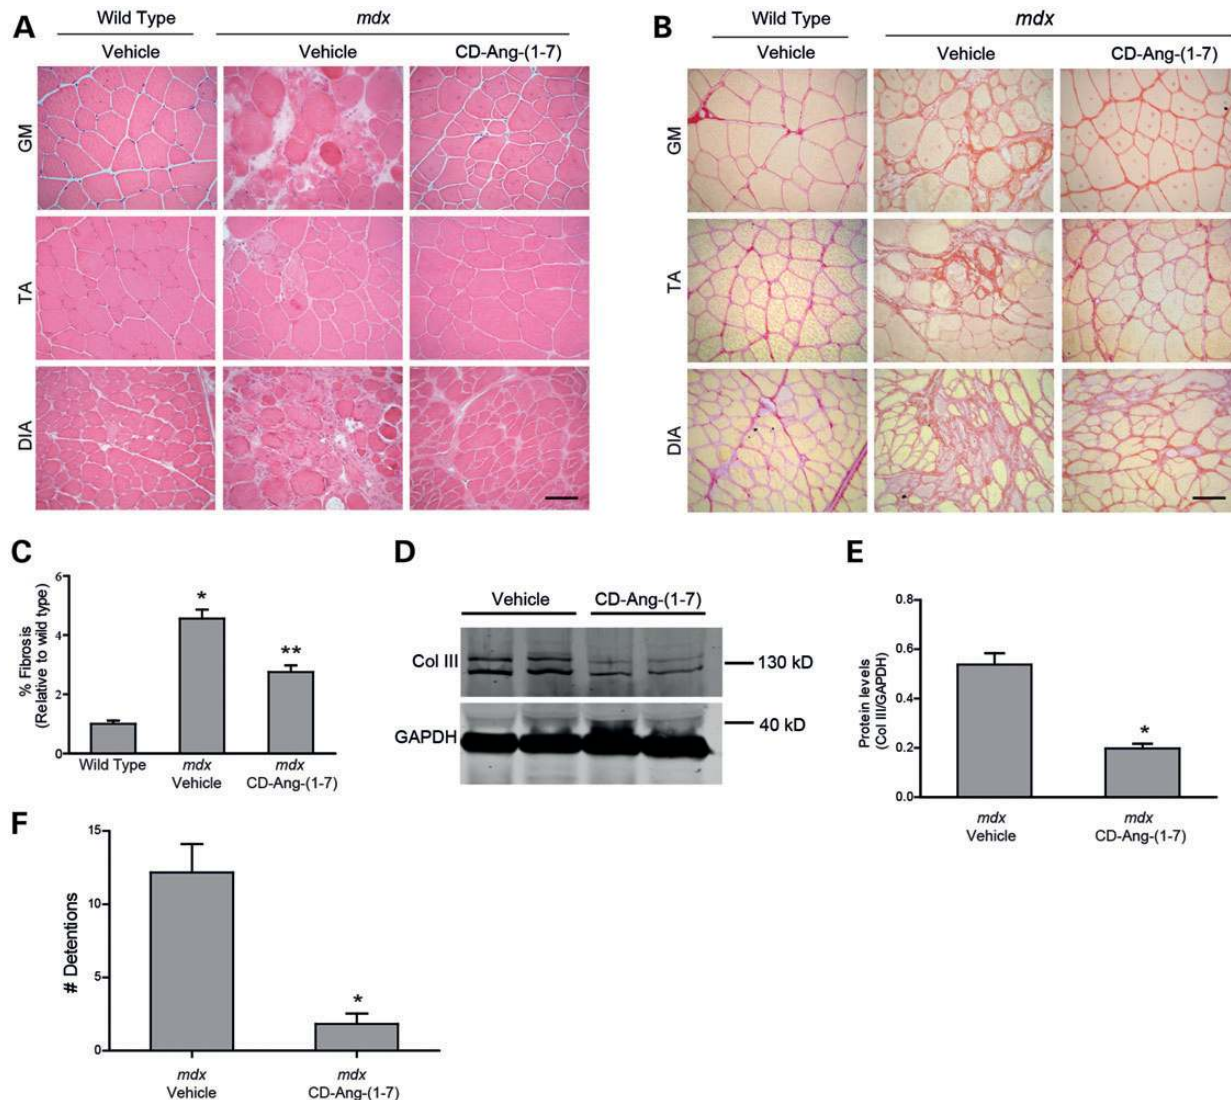 A
Wild Type
mdx
Vehicle
Vehicle
CD-Ang-(1-7)
GM
TA
DIA
B
Wild Type
mdx
Vehicle
Vehicle
CD-Ang-(1-7)
GM
TA
DIA
C
% Fibrosis
(Relative to wild type)
6
4
2
0
*
**
Wild Type
mdx
Vehicle
mdx
CD-Ang-(1-7)
D
Vehicle
CD-Ang-(1-7)
Col III
130 kD
GAPDH
40 kD
E
Protein levels
(Col III/GAPDH)
0.8
0.6
0.4
0.2
0.0
*
mdx
Vehicle
mdx
CD-Ang-(1-7)
F
# Detentions
15
10
5
0
*
mdx
Vehicle
mdx
CD-Ang-(1-7)